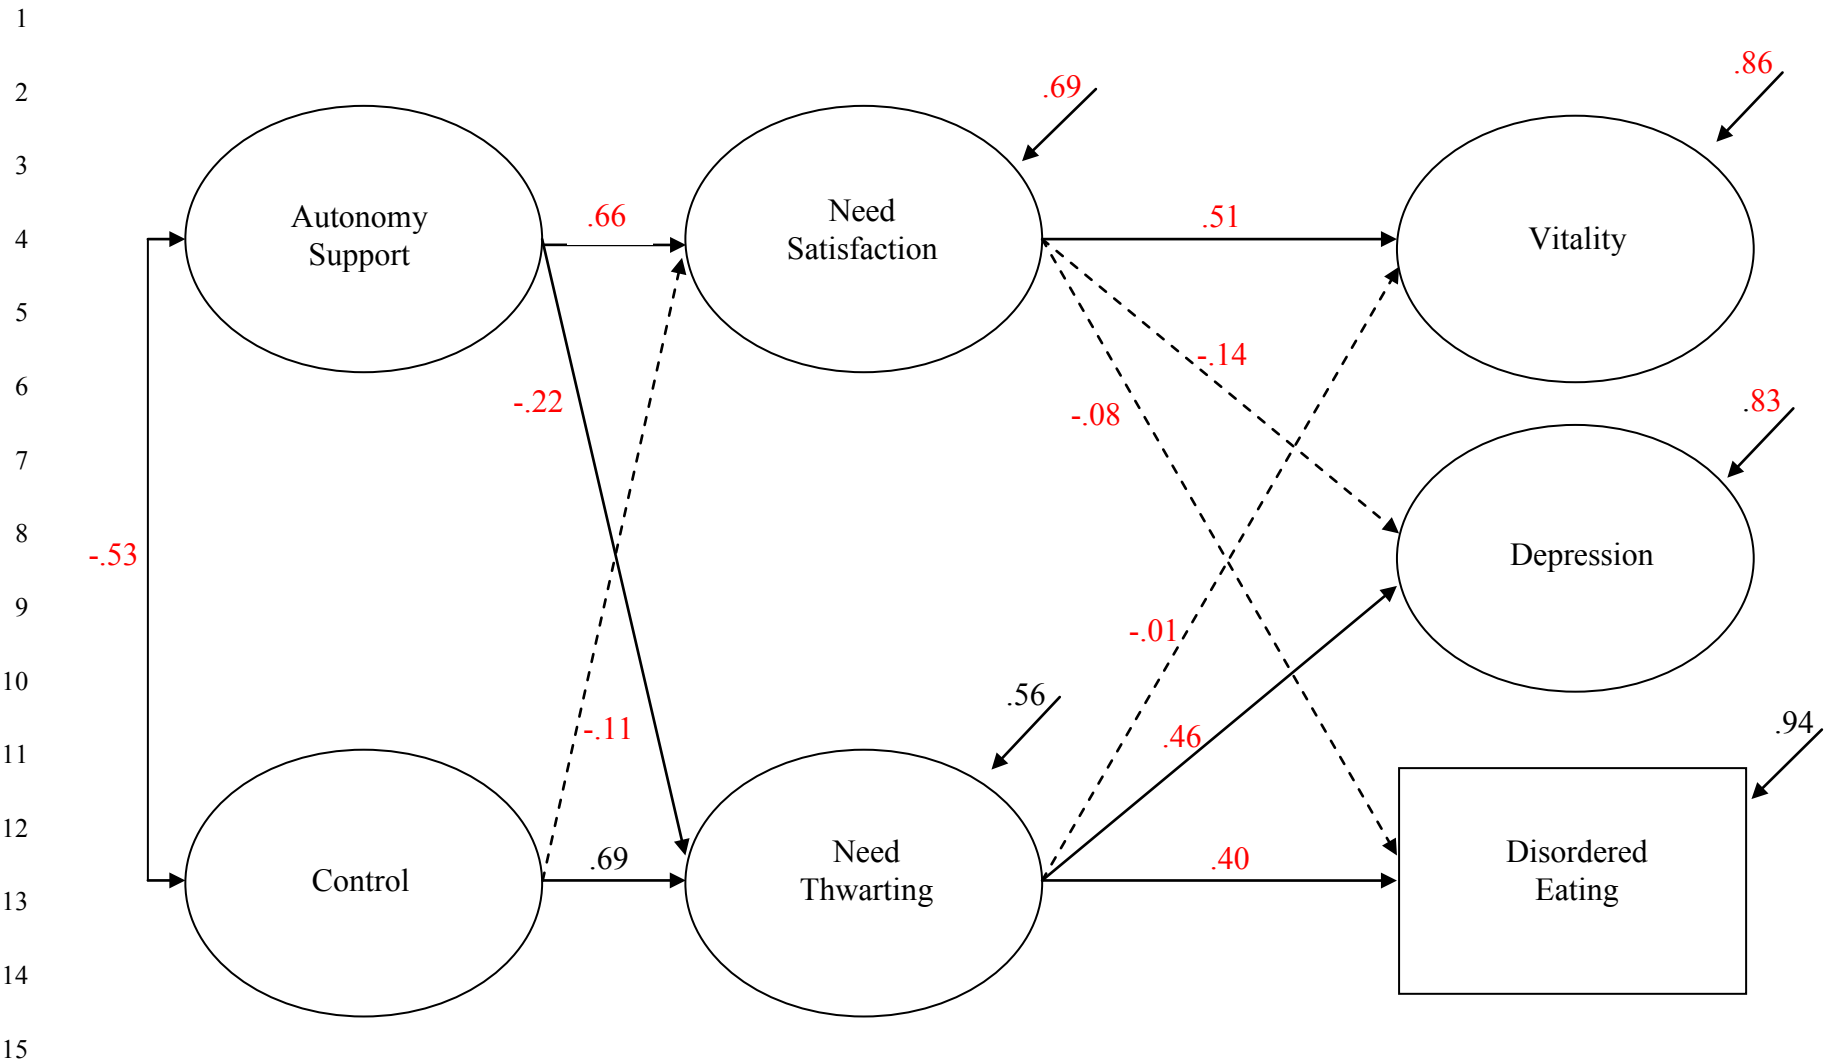 1
2
.69
.86
3
Autonomy
Support
.66
Need
Satisfaction
.51
Vitality
4
5
-.14
6
-.22
-.08
.83
7
8
-.53
Depression
9
-.01
10
.56
-.11
.46
.94
11
12
Control
.69
Need
Thwarting
.40
Disordered
Eating
13
14
15